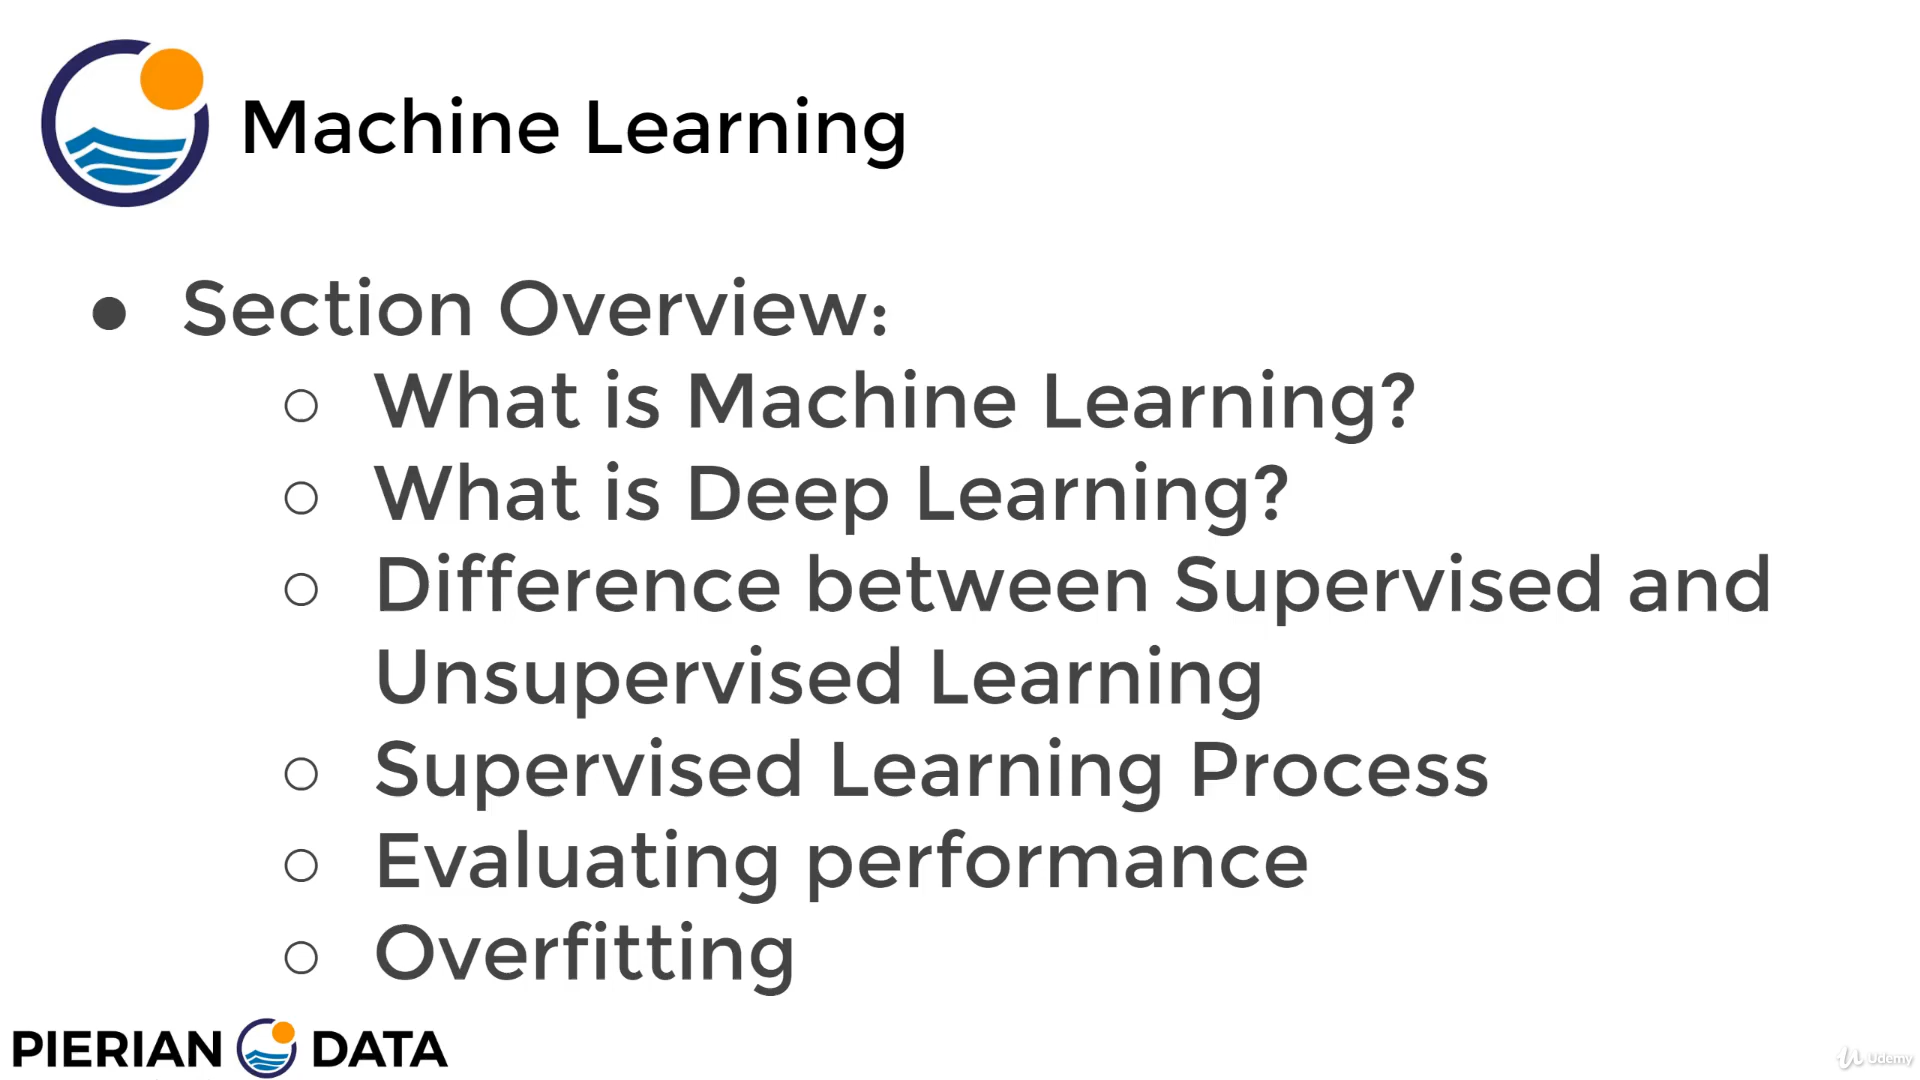 Machine Learning
● Section Overview:
○ What is Machine Learning?
○ What is Deep Learning?
○ Difference between Supervised and
Unsupervised Learning
○ Supervised Learning Process
○ Evaluating performance
○ Overfitting
PIERIAN DATA
Udemy